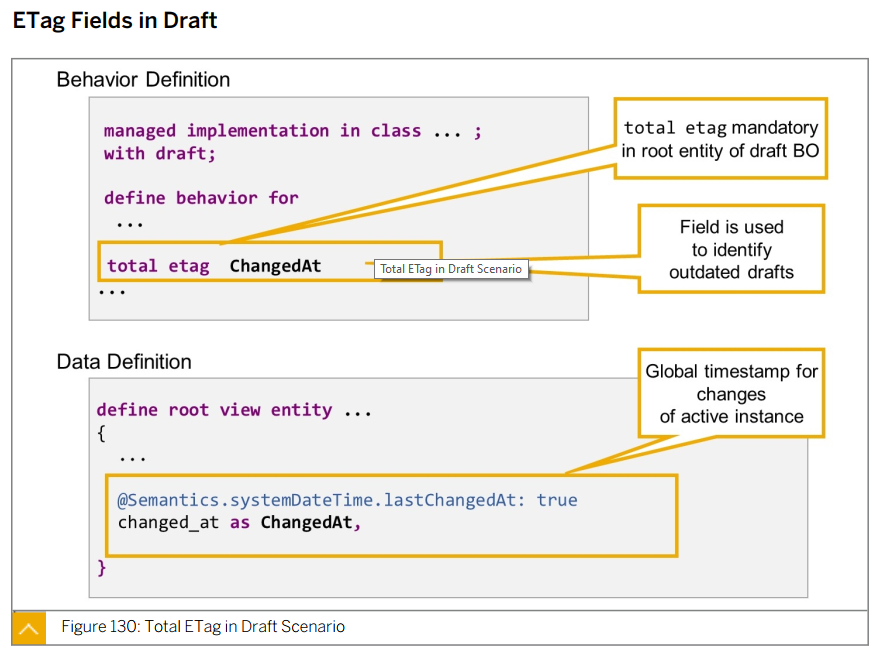 ETag Fields in Draft
Behavior Definition
managed implementation in class ... ;
with draft;
define behavior for
...
total etag ChangedAt
...
total etag mandatory
in root entity of draft BO
Total ETag in Draft Scenario
Field is used
to identify
outdated drafts
Data Definition
define root view entity ...
{
...
@Semantics.systemDateTime.lastChangedAt: true
changed_at as ChangedAt,
}
Global timestamp for
changes
of active instance
Figure 130: Total ETag in Draft Scenario